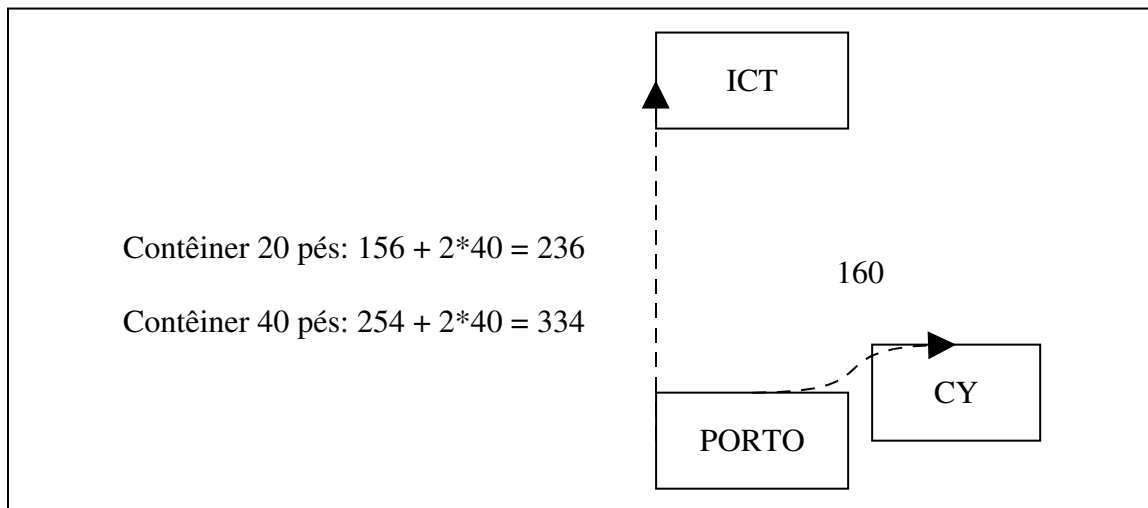 ICT
Contêiner 20 pés: 156 + 2*40 = 236
160
Contêiner 40 pés: 254 + 2*40 = 334
CY
PORTO